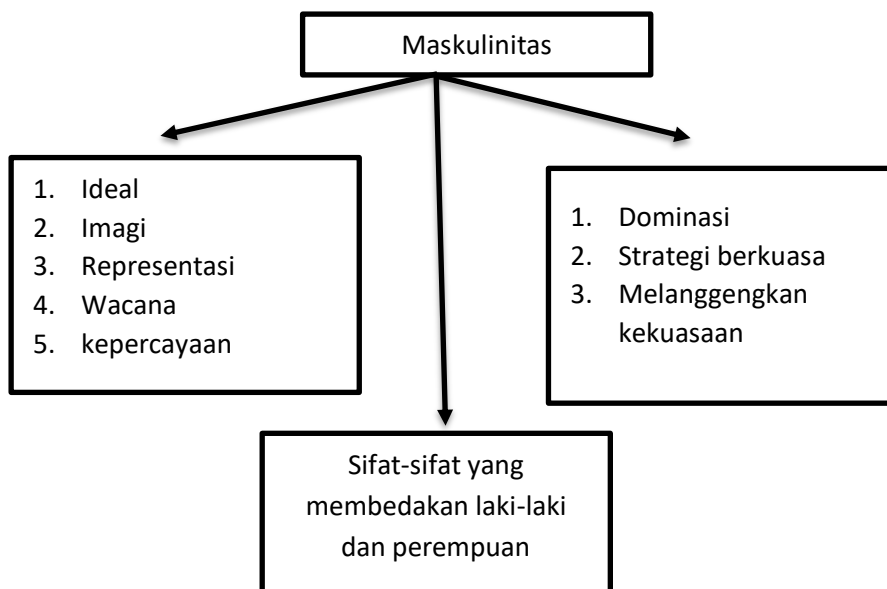 Maskulinitas
1. Ideal
2. Imagi
3. Representasi
4. Wacana
5. kepercayaan
1. Dominasi
2. Strategi berkuasa
3. Melanggengkan
kekuasaan
Sifat-sifat yang
membedakan laki-laki
dan perempuan